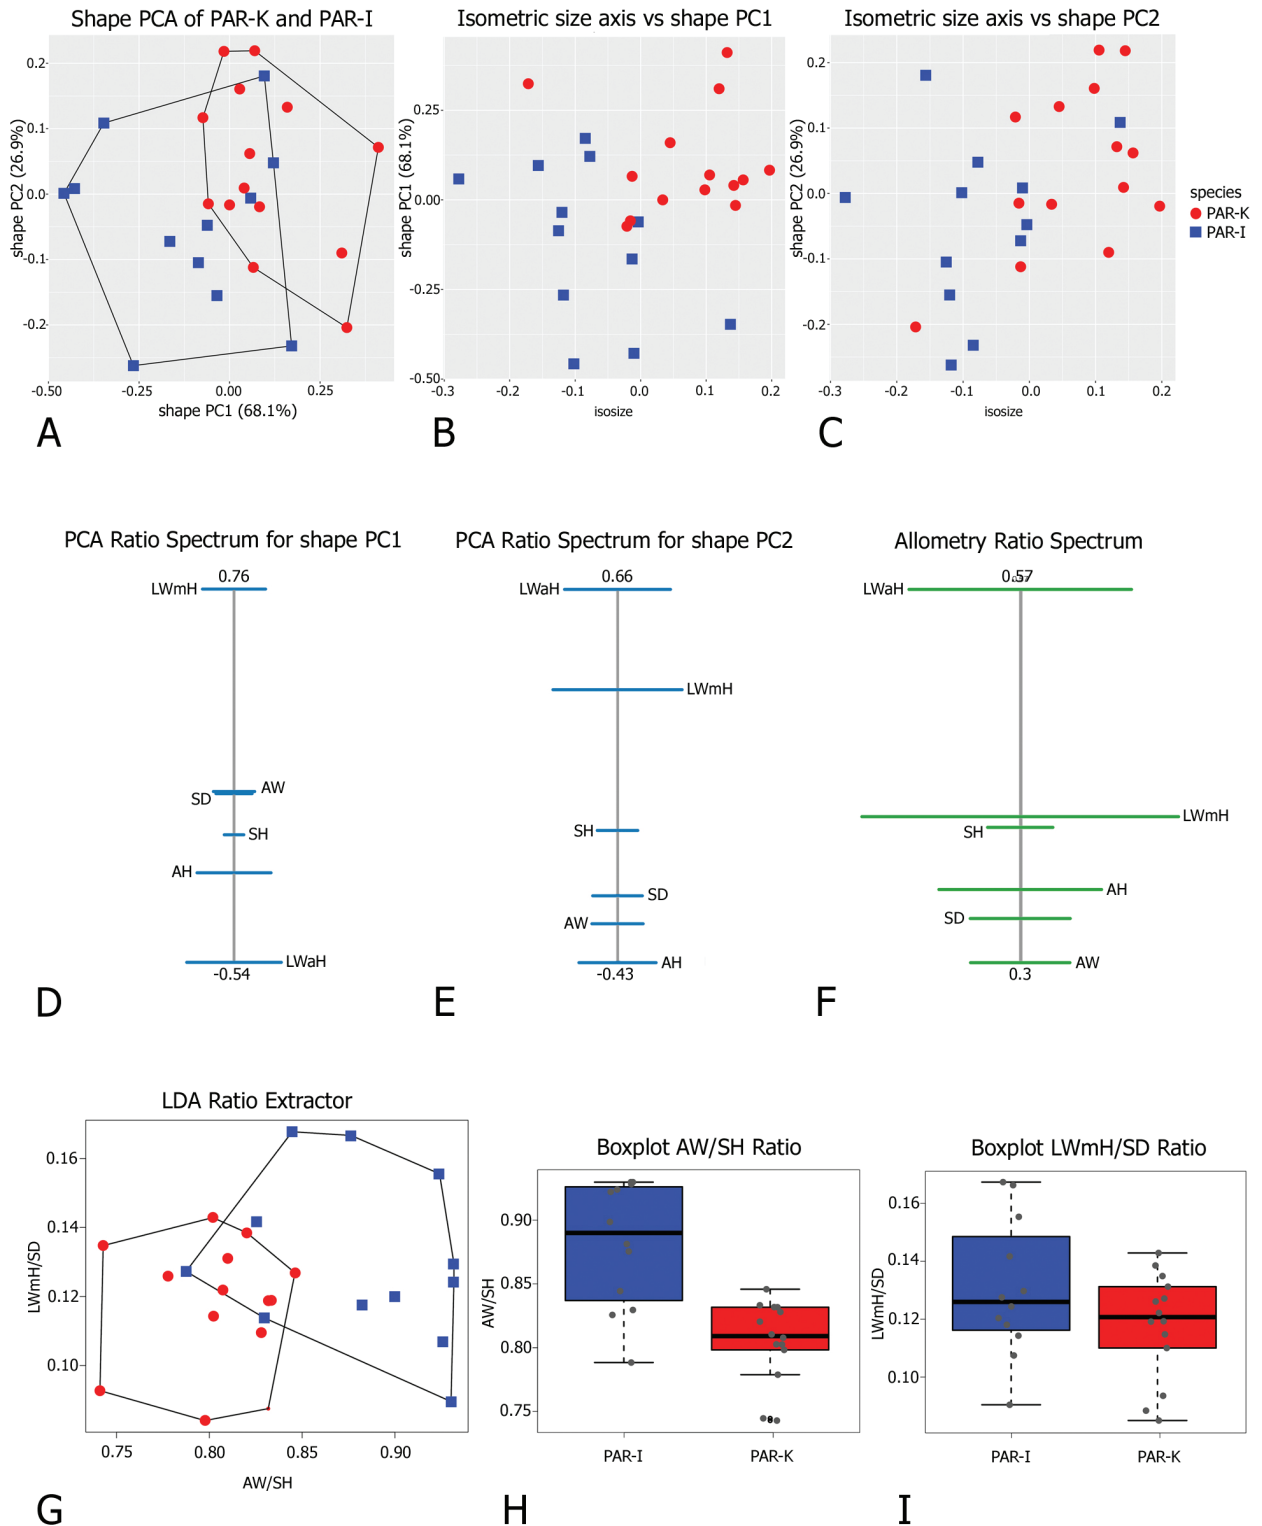 Shape PCA of PAR-K and PAR-I
0.2
0.1
0.0
-0.1
-0.2
shape PC2 (26.9%)
-0.50
-0.25
0.00
0.25
shape PC1 (68.1%)
A
Isometric size axis vs shape PC1
0.25
0.00
-0.25
-0.50
shape PC1 (68.1%)
-0.3
-0.2
-0.1
0.0
0.1
0.2
isosize
B
Isometric size axis vs shape PC2
0.2
0.1
0.0
-0.1
-0.2
shape PC2 (26.9%)
-0.3
-0.2
-0.1
0.0
0.1
0.2
isosize
C
species
PAR-K
PAR-I
PCA Ratio Spectrum for shape PC1
0.76
LWmH
AW
SD
SH
AH
LWaH
-0.54
D
PCA Ratio Spectrum for shape PC2
0.66
LWaH
LWmH
SH
SD
AW
AH
-0.43
E
Allometry Ratio Spectrum
0.57
LWaH
LWmH
SH
AH
SD
AW
0.3
F
LDA Ratio Extractor
0.16
0.14
0.12
0.10
LWmH/SD
0.75
0.80
0.85
0.90
AW/SH
G
Boxplot AW/SH Ratio
0.90
0.85
0.80
0.75
AW/SH
PAR-I
PAR-K
H
Boxplot LWmH/SD Ratio
0.16
0.14
0.12
0.10
LWmH/SD
PAR-I
PAR-K
I